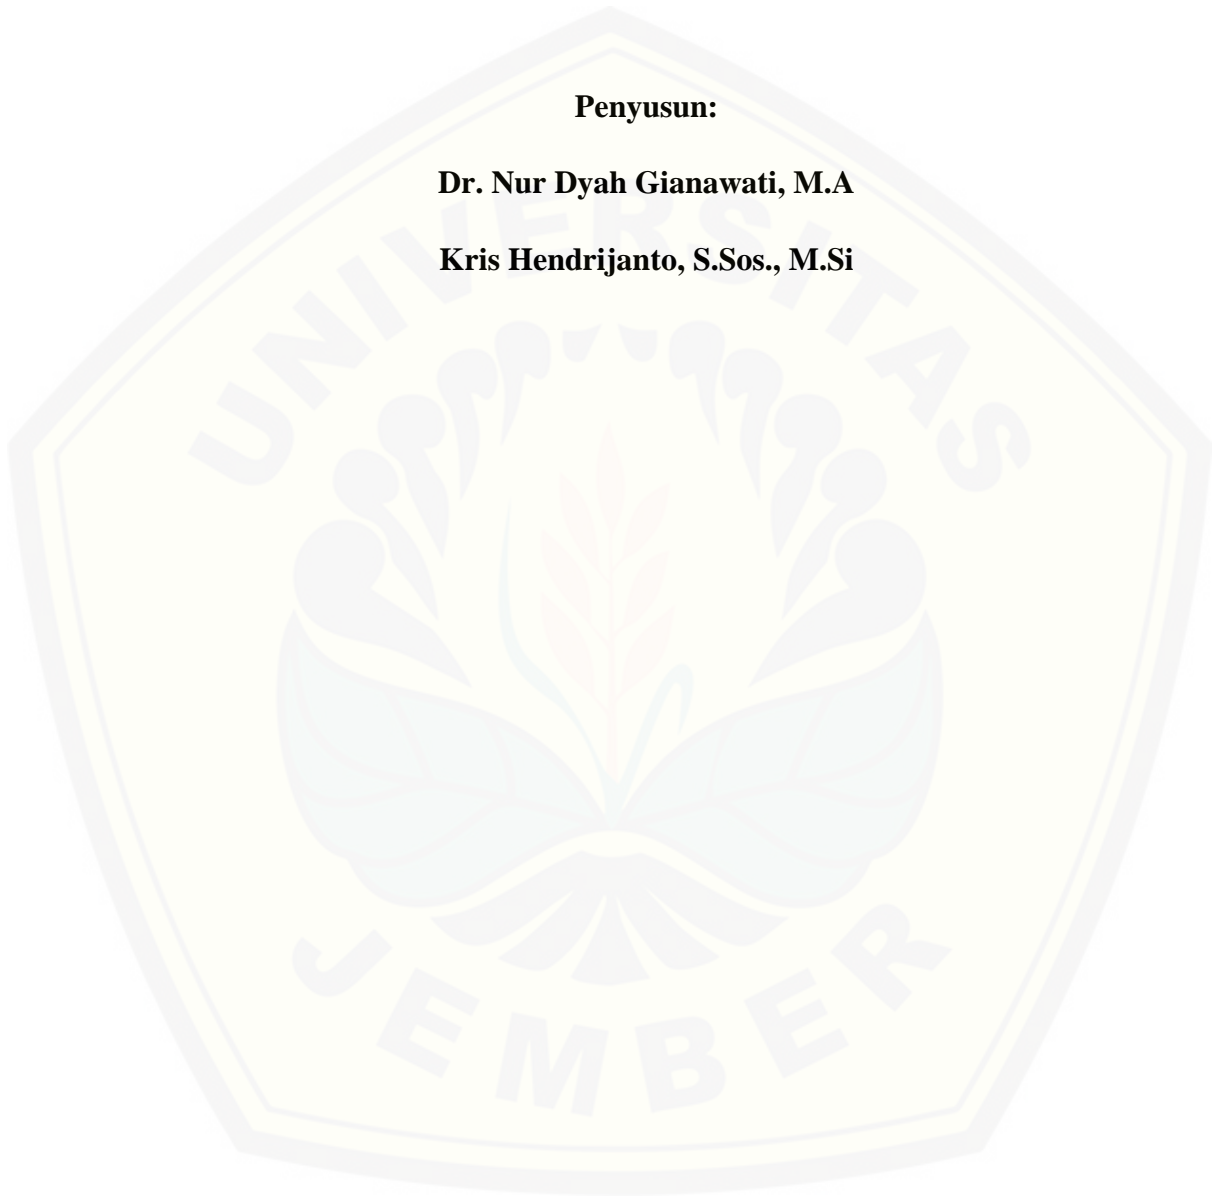 Penyusun:
Dr. Nur Dyah Gianawati, M.A
Kris Hendrijanto, S.Sos., M.Si
UNIVERSITAS
JEMBER